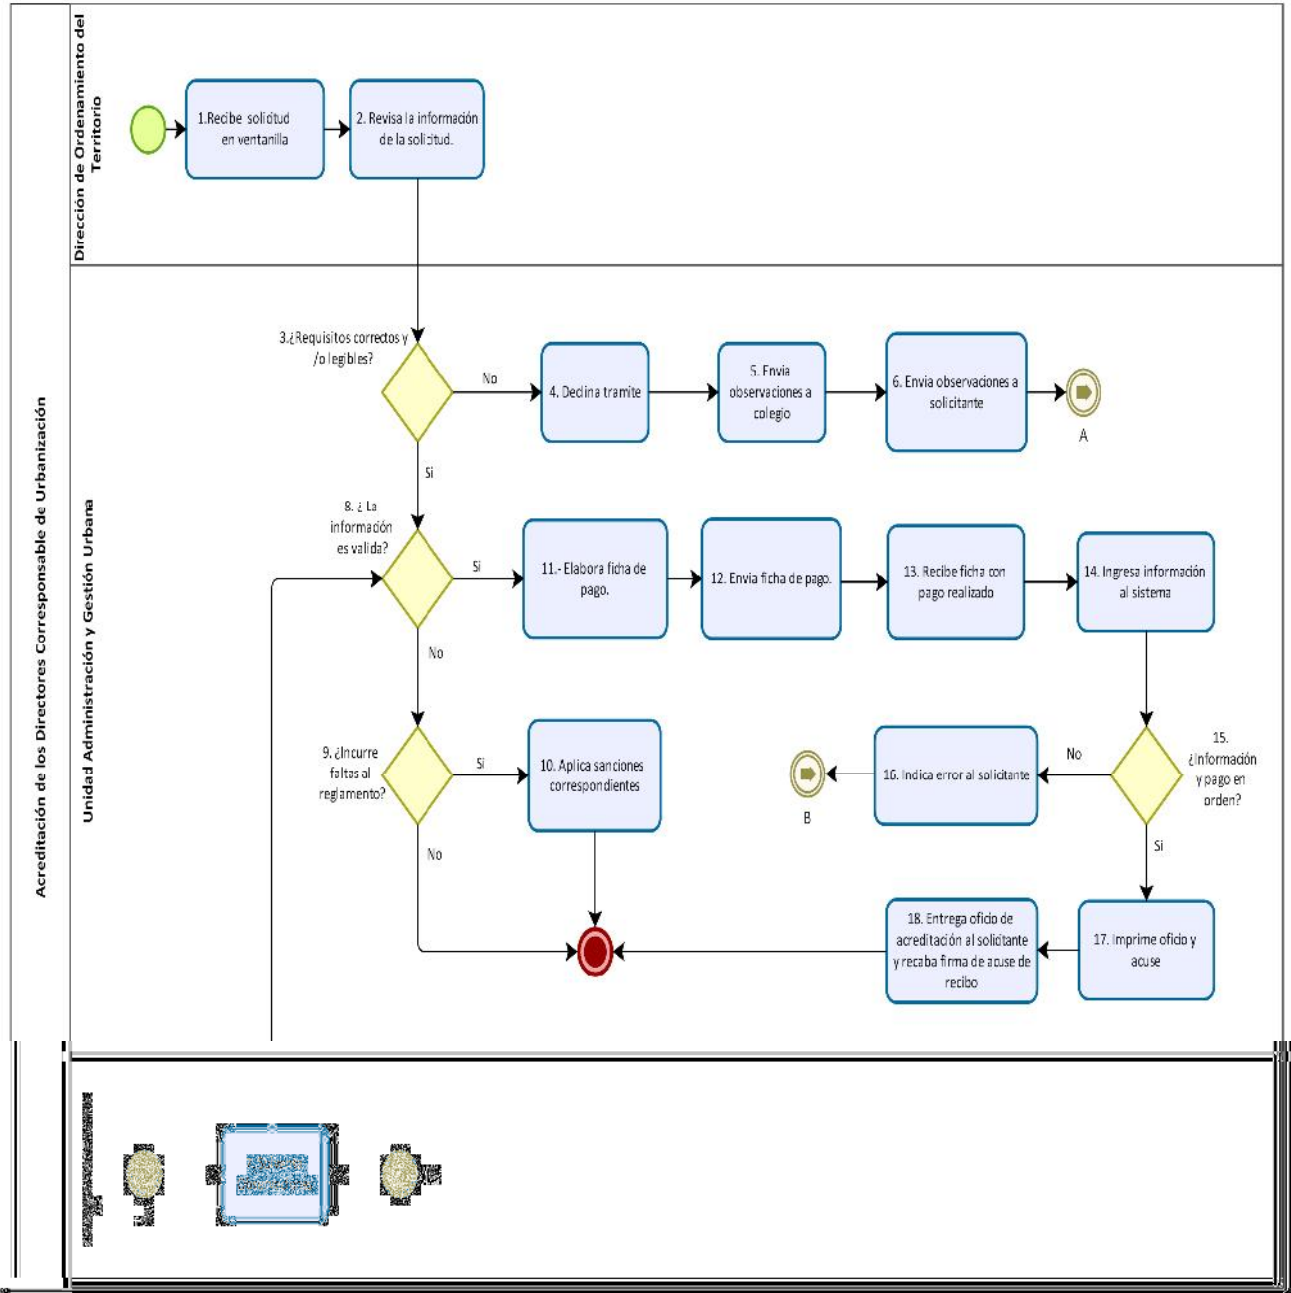 Acreditación de los Directores Corresponsable de Urbanización
Dirección de Ordenamiento del
Territorio
1.Recibe solicitud
en ventanilla
2. Revisa la información
de la solicitud.
Unidad Administración y Gestión Urbana
3.¿Requisitos correctos y
/o legibles?
No
4. Declina tramite
5. Envia
observaciones a
colegio
6. Envia observaciones a
solicitante
A
Si
8. ¿ La
información
es valida?
Si
11.- Elabora ficha de
pago.
12. Envia ficha de pago.
13. Recibe ficha con
pago realizado
14. Ingresa información
al sistema
No
9. ¿Incurre
faltas al
reglamento?
Si
10. Aplica sanciones
correspondientes
B
16. Indica error al solicitante
No
15.
¿Información
y pago en
orden?
No
Si
18. Entrega oficio de
acreditación al solicitante
y recaba firma de acuse de
recibo
17. Imprime oficio y
acuse